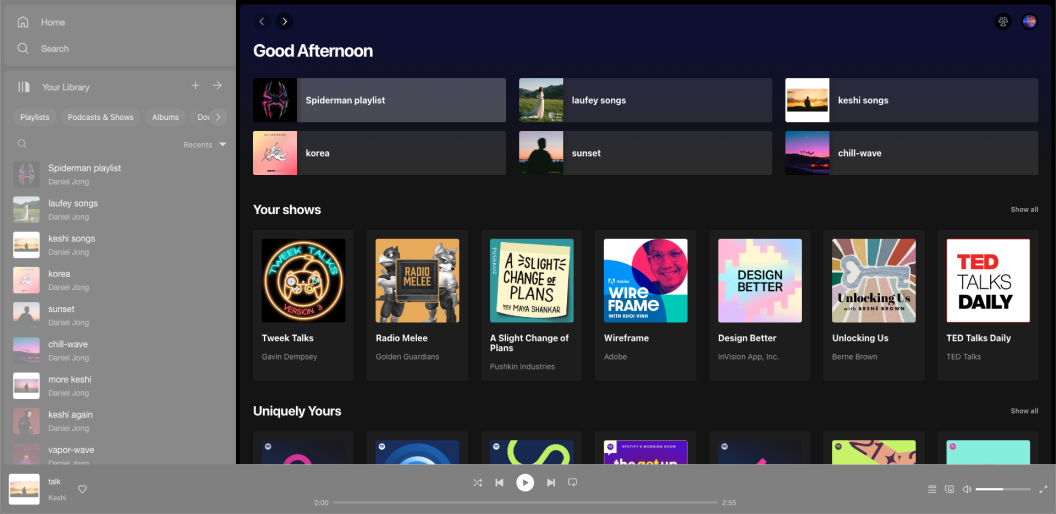 Home
Search
Your Library
Playlists
Podcasts & Shows
Albums
Recents
Spiderman playlist
Daniel Jong
laufey songs
Daniel Jong
keshi songs
Daniel Jong
korea
Daniel Jong
sunset
Daniel Jong
chill-wave
Daniel Jong
more keshi
Daniel Jong
keshi again
Daniel Jong
vapor-wave
Daniel Jong
Good Afternoon
Spiderman playlist
laufey songs
keshi songs
korea
sunset
chill-wave
Your shows
Show all
TWEEK TALKS
VERSION 3
Tweek Talks
Gavin Dempsey
RADIO
MELEE
Radio Melee
Golden Guardians
PUSHKIN
A SLIGHT
CHANGE OF
PLANS
WITH MAYA SHANKAR
A Slight Change of
Plans
Pushkin Industries
Adobe
WIRE
FRAME
WITH KHOI VINH
Wireframe
Adobe
DESIGN
BETTER
Design Better
InVision App, Inc.
Unlocking Us
with BRENÉ BROWN
Unlocking Us
Berne Brown
TED
TALKS
DAILY
TED Talks Daily
TED Talks
Uniquely Yours
Show all
SPOTIFY'S MORNING SHOW
the get up
talk
Keshi
0:00
2:55